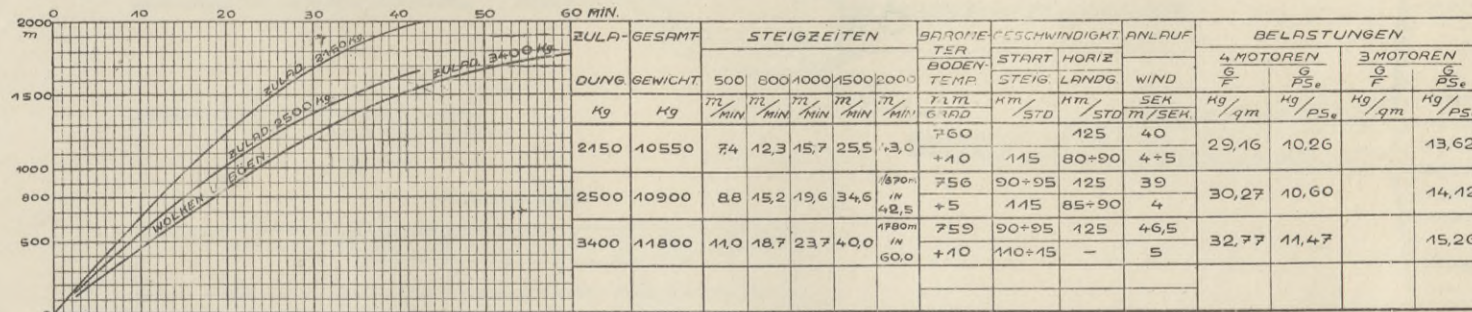 0 10 20 30 40 50 60 MIN.
2000
m
1500
1000
800
500
0
ZULAD. 2150 Kg.
ZULAD. 2500 Kg
ZULAD. 3400 Kg.
WOLKEN U. BÖEN
ZULA- GESAMT- STEIGZEITEN BAROME- GESCHWINDIGKT. ANLAUF BELASTUNGEN
TER START HORIZ 4 MOTOREN 3 MOTOREN
BODEN- G/F G/PSe G/F G/PSe
DUNG GEWICHT 500 800 1000 1500 2000 TEMP. STEIG. LANDG. WIND
Kg Kg m/MIN m/MIN m/MIN m/MIN m/MIN mm Km/STD Km/STD SEK Kg/qm Kg/PSe Kg/qm Kg/PS
GRAD m/SEK.
760 125 40
2150 10550 7,4 12,3 15,7 25,5 43,0 29,16 10,26 13,62
+10 115 80÷90 4÷5
1670m 756 90÷95 125 39
2500 10900 8,8 15,2 19,6 34,6 IN 30,27 10,60 14,12
42,5 +5 115 85÷90 4
1780m 759 90÷95 125 46,5
3400 11800 11,0 18,7 23,7 40,0 IN 32,77 11,47 15,20
60,0 +10 110÷15 – 5